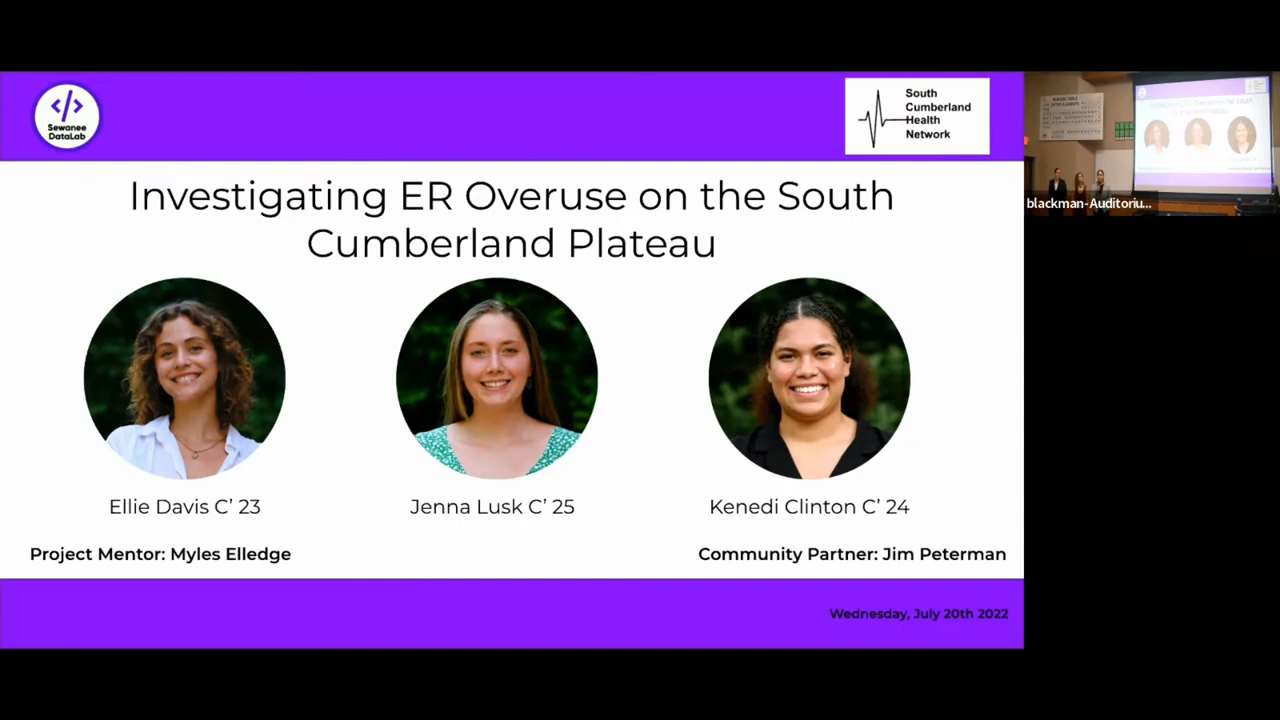 Sewanee
DataLab
South
Cumberland
Health
Network
Investigating ER Overuse on the South
Cumberland Plateau
Ellie Davis C’ 23
Jenna Lusk C’ 25
Kenedi Clinton C’ 24
Project Mentor: Myles Elledge
Community Partner: Jim Peterman
Wednesday, July 20th 2022
blackman-Auditoriu...